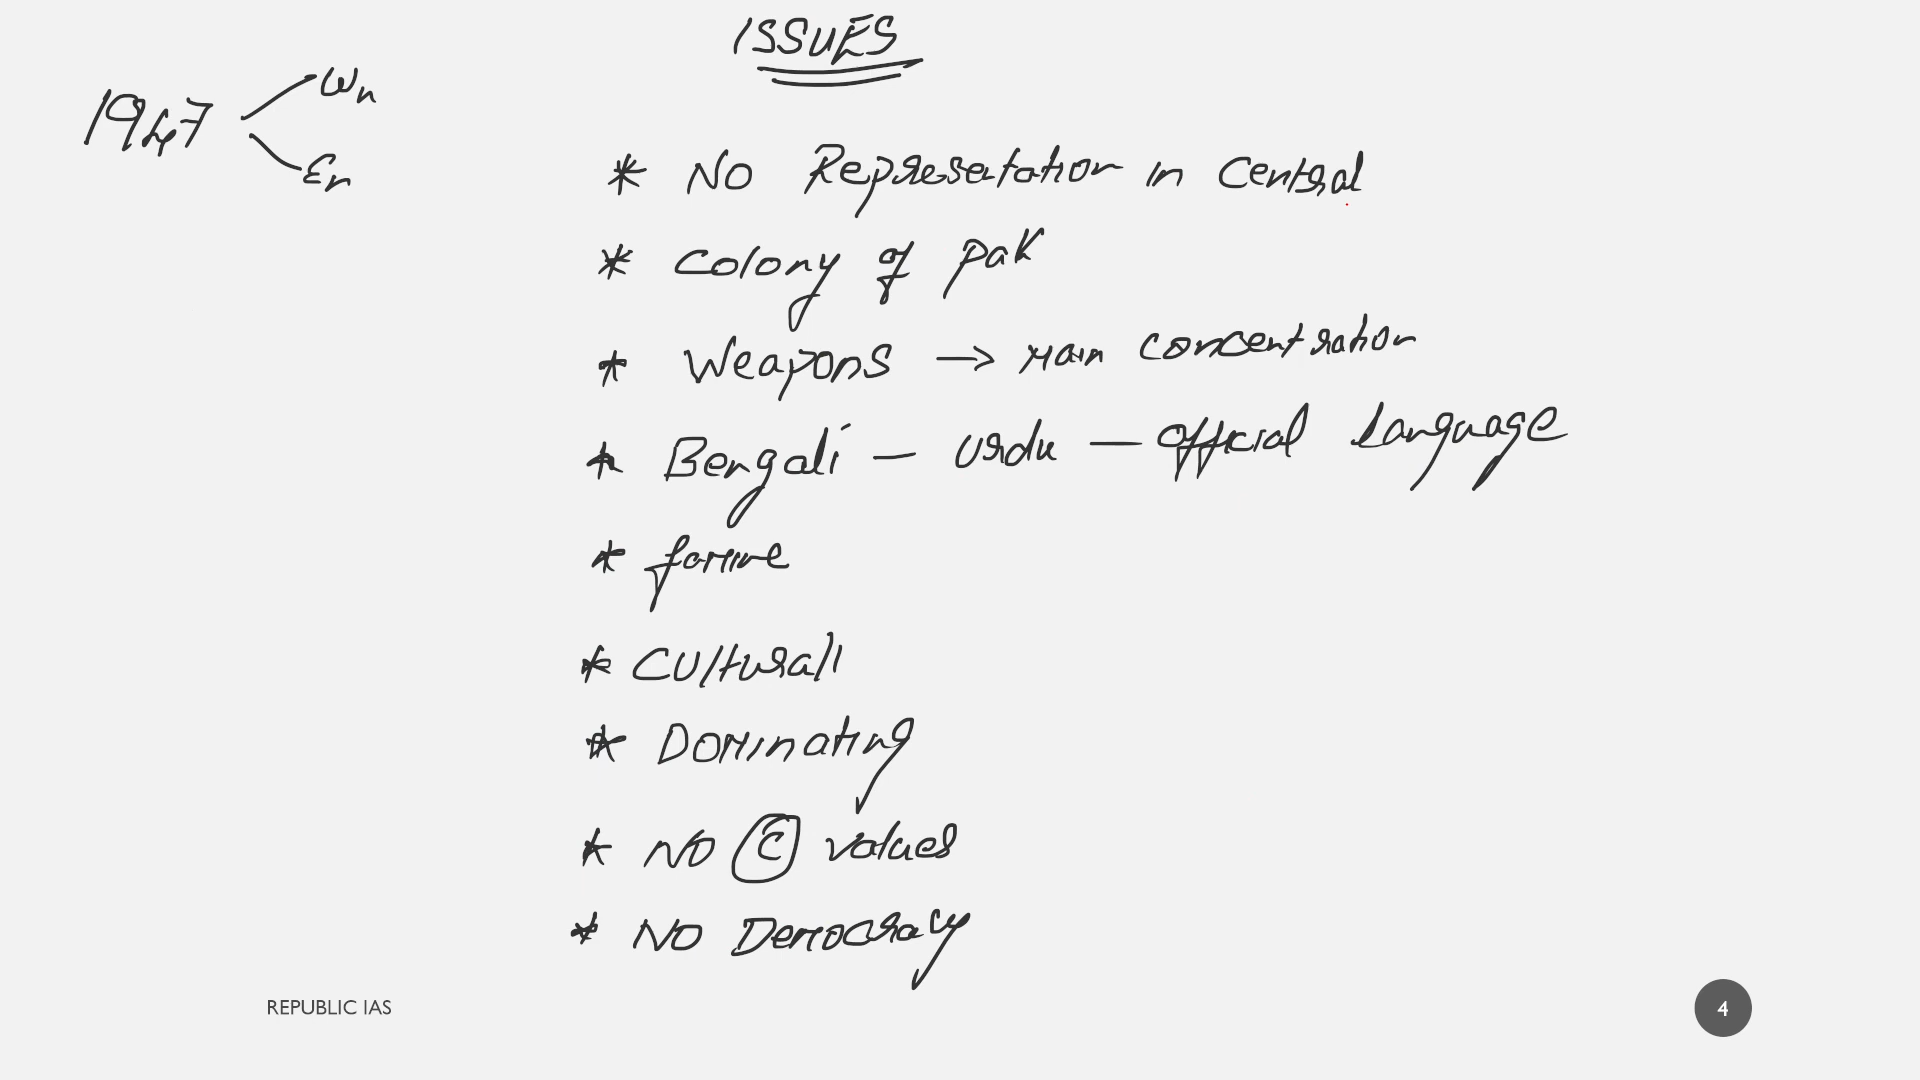 ISSUES
1947
Wn
En
* No Representation in Central
* Colony of Pak
* Weapons → Main concentration
* Bengali — Urdu — Official language
* famine
* Culturall
* Dominating
* No C values
* No Democracy
REPUBLIC IAS
4